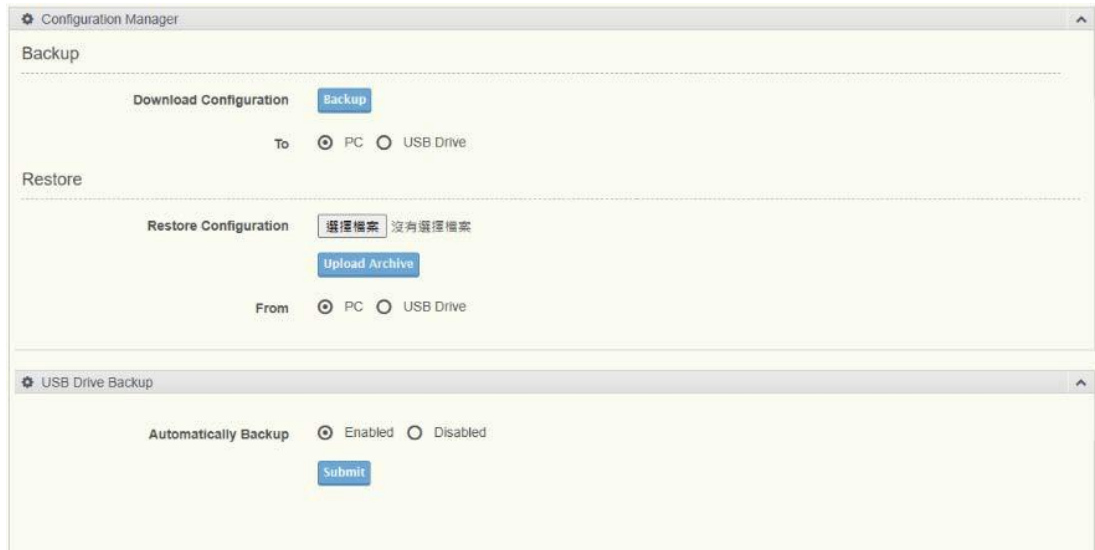 Configuration Manager
Backup
Download Configuration Backup
To PC USB Drive
Restore
Restore Configuration 選擇檔案 沒有選擇檔案
Upload Archive
From PC USB Drive
USB Drive Backup
Automatically Backup Enabled Disabled
Submit